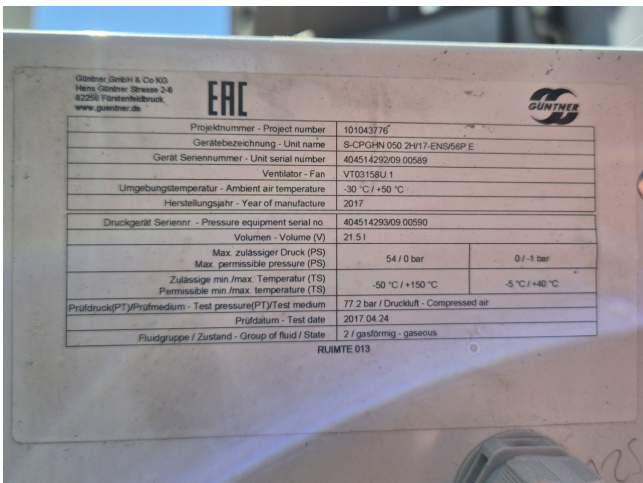 Güntner GmbH & Co KG
Hans Güntner Strasse 2-6
82256 Fürstenfeldbruck,
www.guentner.de
EAC
GÜNTNER
Projektnummer - Project number 101043776
Gerätebezeichnung - Unit name S-CPGHN 050.2H/17-ENS/56P.E
Gerät Seriennummer - Unit serial number 404514292/09.00589
Ventilator - Fan VT03158U.1
Umgebungstemperatur - Ambient air temperature -30 °C / +50 °C
Herstellungsjahr - Year of manufacture 2017
Druckgerät Seriennr. - Pressure equipment serial no. 404514293/09.00590
Volumen - Volume (V) 21.5 l
Max. zulässiger Druck (PS)
Max. permissible pressure (PS) 54 / 0 bar 0 / -1 bar
Zulässige min./max. Temperatur (TS)
Permissible min./max. temperature (TS) -50 °C / +150 °C -5 °C / +40 °C
Prüfdruck(PT)/Prüfmedium - Test pressure(PT)/Test medium 77.2 bar / Druckluft - Compressed air
Prüfdatum - Test date 2017.04.24
Fluidgruppe / Zustand - Group of fluid / State 2 / gasförmig - gaseous
RUIMTE 013